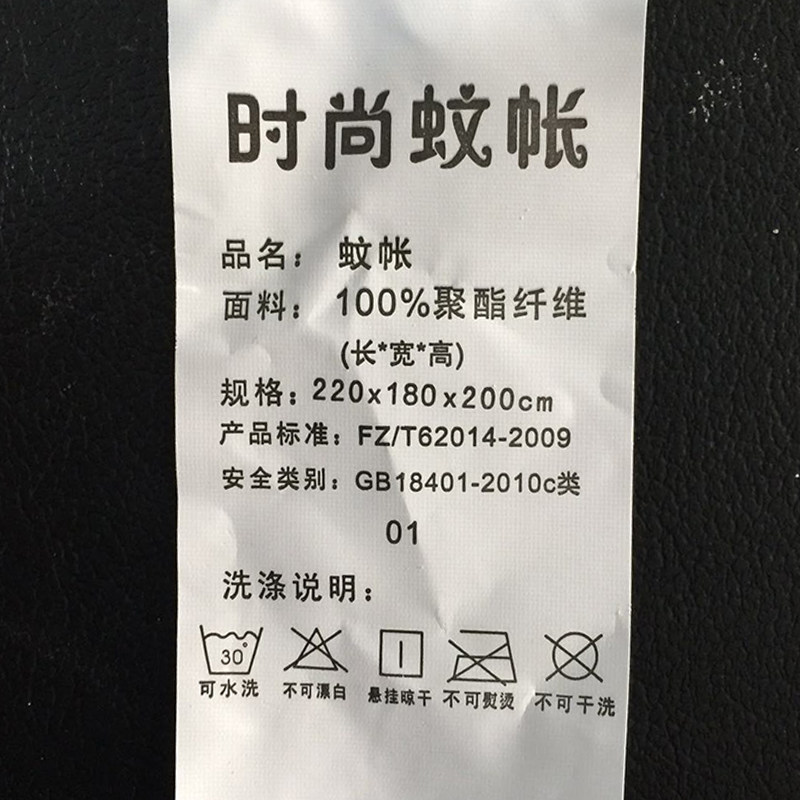 时尚蚊帐
品名：蚊帐
面料：100%聚酯纤维
(长*宽*高)
规格：220x180x200cm
产品标准：FZ/T62014-2009
安全类别：GB18401-2010c类
01
洗涤说明：
30°
可水洗 不可漂白 悬挂晾干 不可熨烫 不可干洗